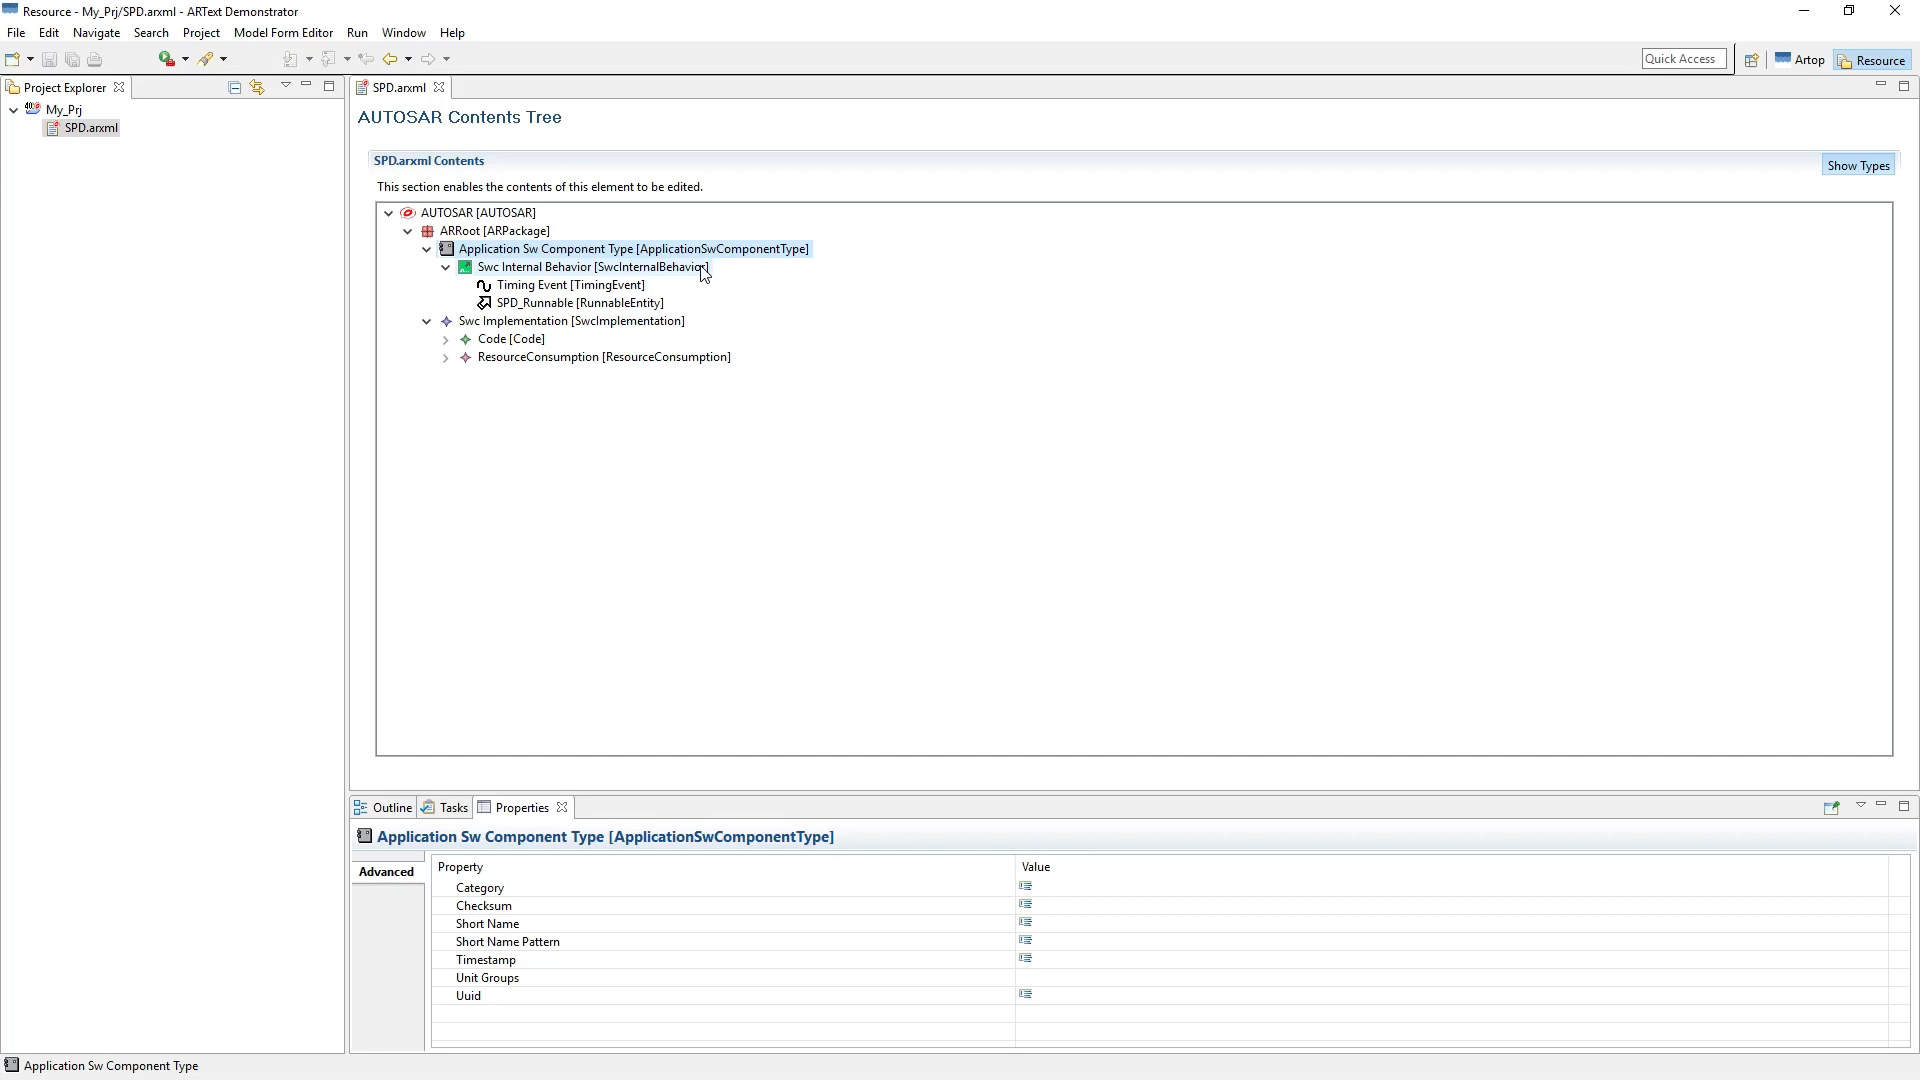 Resource - My_Prj/SPD.arxml - ARText Demonstrator
File Edit Navigate Search Project Model Form Editor Run Window Help
Quick Access Artop Resource
Project Explorer
My_Prj
SPD.arxml
SPD.arxml
AUTOSAR Contents Tree
SPD.arxml Contents
Show Types
This section enables the contents of this element to be edited.
AUTOSAR [AUTOSAR]
ARRoot [ARPackage]
Application Sw Component Type [ApplicationSwComponentType]
Swc Internal Behavior [SwcInternalBehavior]
Timing Event [TimingEvent]
SPD_Runnable [RunnableEntity]
Swc Implementation [SwcImplementation]
Code [Code]
ResourceConsumption [ResourceConsumption]
Outline Tasks Properties
Application Sw Component Type [ApplicationSwComponentType]
Advanced
Property Value
Category
Checksum
Short Name
Short Name Pattern
Timestamp
Unit Groups
Uuid
Application Sw Component Type